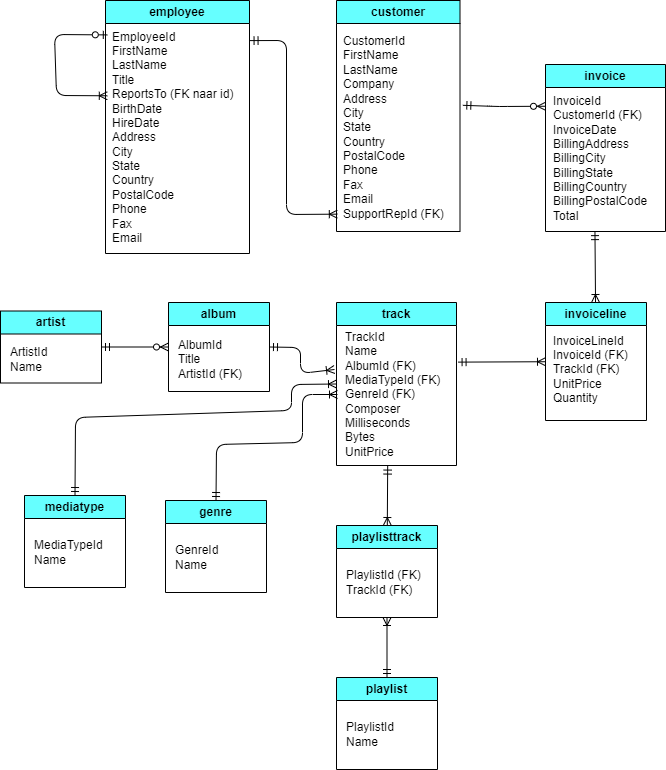 employee
EmployeeId
FirstName
LastName
Title
ReportsTo (FK naar id)
BirthDate
HireDate
Address
City
State
Country
PostalCode
Phone
Fax
Email
customer
CustomerId
FirstName
LastName
Company
Address
City
State
Country
PostalCode
Phone
Fax
Email
SupportRepId (FK)
invoice
InvoiceId
CustomerId (FK)
InvoiceDate
BillingAddress
BillingCity
BillingState
BillingCountry
BillingPostalCode
Total
artist
ArtistId
Name
album
AlbumId
Title
ArtistId (FK)
track
TrackId
Name
AlbumId (FK)
MediaTypeId (FK)
GenreId (FK)
Composer
Milliseconds
Bytes
UnitPrice
invoiceline
InvoiceLineId
InvoiceId (FK)
TrackId (FK)
UnitPrice
Quantity
mediatype
MediaTypeId
Name
genre
GenreId
Name
playlisttrack
PlaylistId (FK)
TrackId (FK)
playlist
PlaylistId
Name